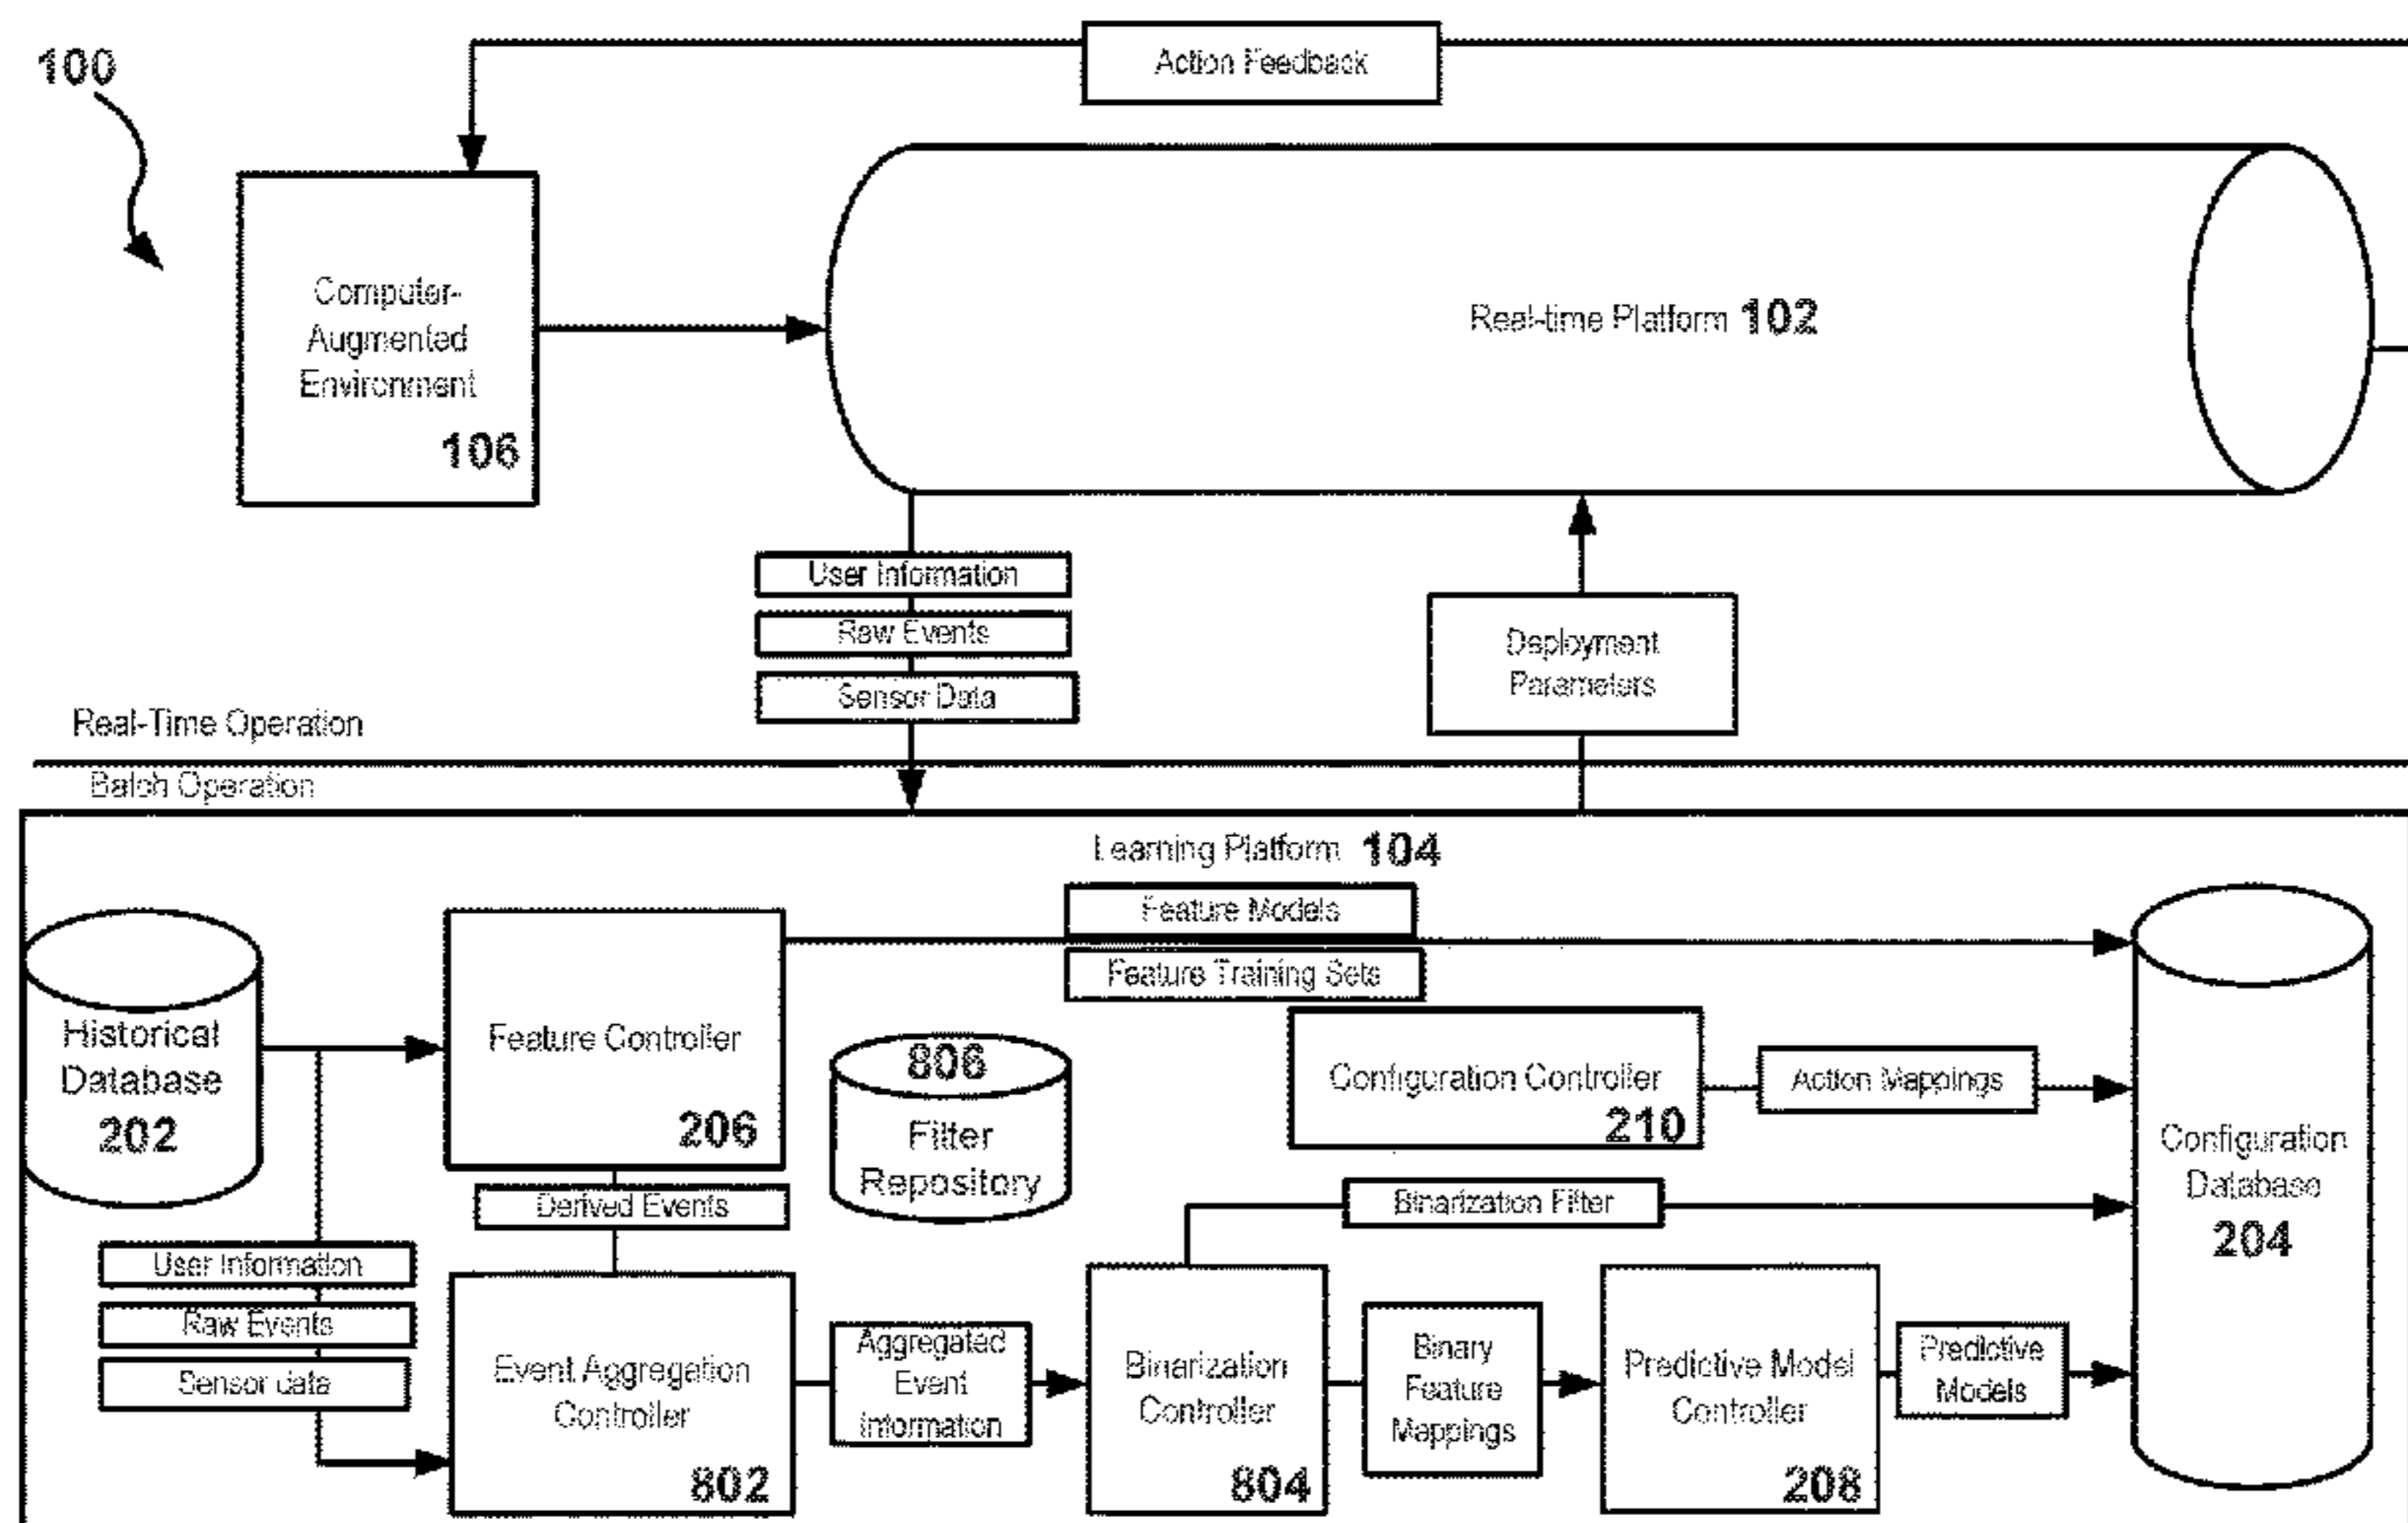 100
Action Feedback
Computer-
Augmented
Environment
106
Real-time Platform 102
User Information
Raw Events
Sensor Data
Deployment
Parameters
Real-Time Operation
Batch Operation
Learning Platform 104
Feature Models
Feature Training Sets
Historical
Database
202
Feature Controller
206
806
Filter
Repository
Configuration Controller
210
Action Mappings
Configuration
Database
204
Derived Events
Binarization Filter
User Information
Raw Events
Sensor data
Event Aggregation
Controller
802
Aggregated
Event
Information
Binarization
Controller
804
Binary
Feature
Mappings
Predictive Model
Controller
208
Predictive
Models